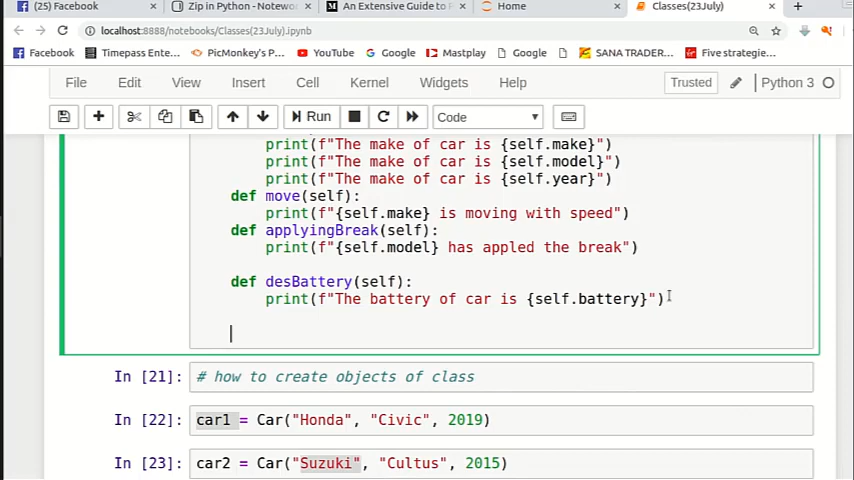 (25) Facebook
Zip in Python - Notewo
An Extensive Guide to
Home
Classes(23July)
localhost:8888/notebooks/Classes(23July).ipynb
Facebook
Timepass Ente...
PicMonkey's Pho...
YouTube
Google
Mastplay
Google
SANA TRADER...
Five strategie...
File Edit View Insert Cell Kernel Widgets Help Trusted Python 3
Run Code
print(f"The make of car is {self.make}")
print(f"The make of car is {self.model}")
print(f"The make of car is {self.year}")
def move(self):
print(f"{self.make} is moving with speed")
def applyingBreak(self):
print(f"{self.model} has appled the break")
def desBattery(self):
print(f"The battery of car is {self.battery}")
In [21]: # how to create objects of class
In [22]: car1 = Car("Honda", "Civic", 2019)
In [23]: car2 = Car("Suzuki", "Cultus", 2015)